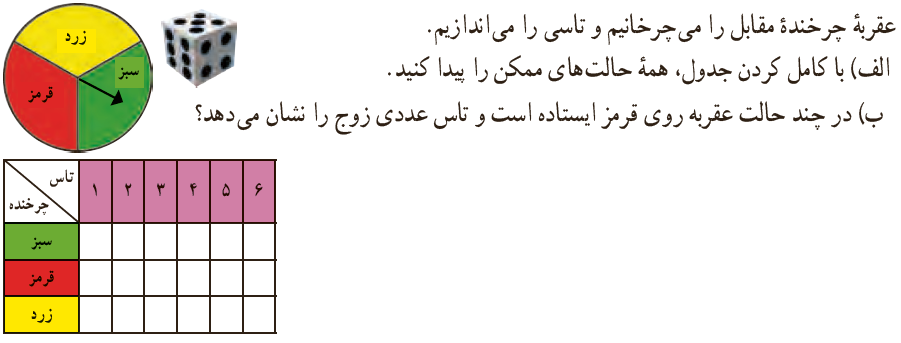 عقربهٔ چرخندهٔ مقابل را می‌چرخانیم و تاسی را می‌اندازیم.
الف) با کامل کردن جدول، همهٔ حالت‌های ممکن را پیدا کنید.
ب) در چند حالت عقربه روی قرمز ایستاده است و تاس عددی زوج را نشان می‌دهد؟
زرد
سبز
قرمز
تاس
چرخنده
۱ ۲ ۳ ۴ ۵ ۶
سبز
قرمز
زرد